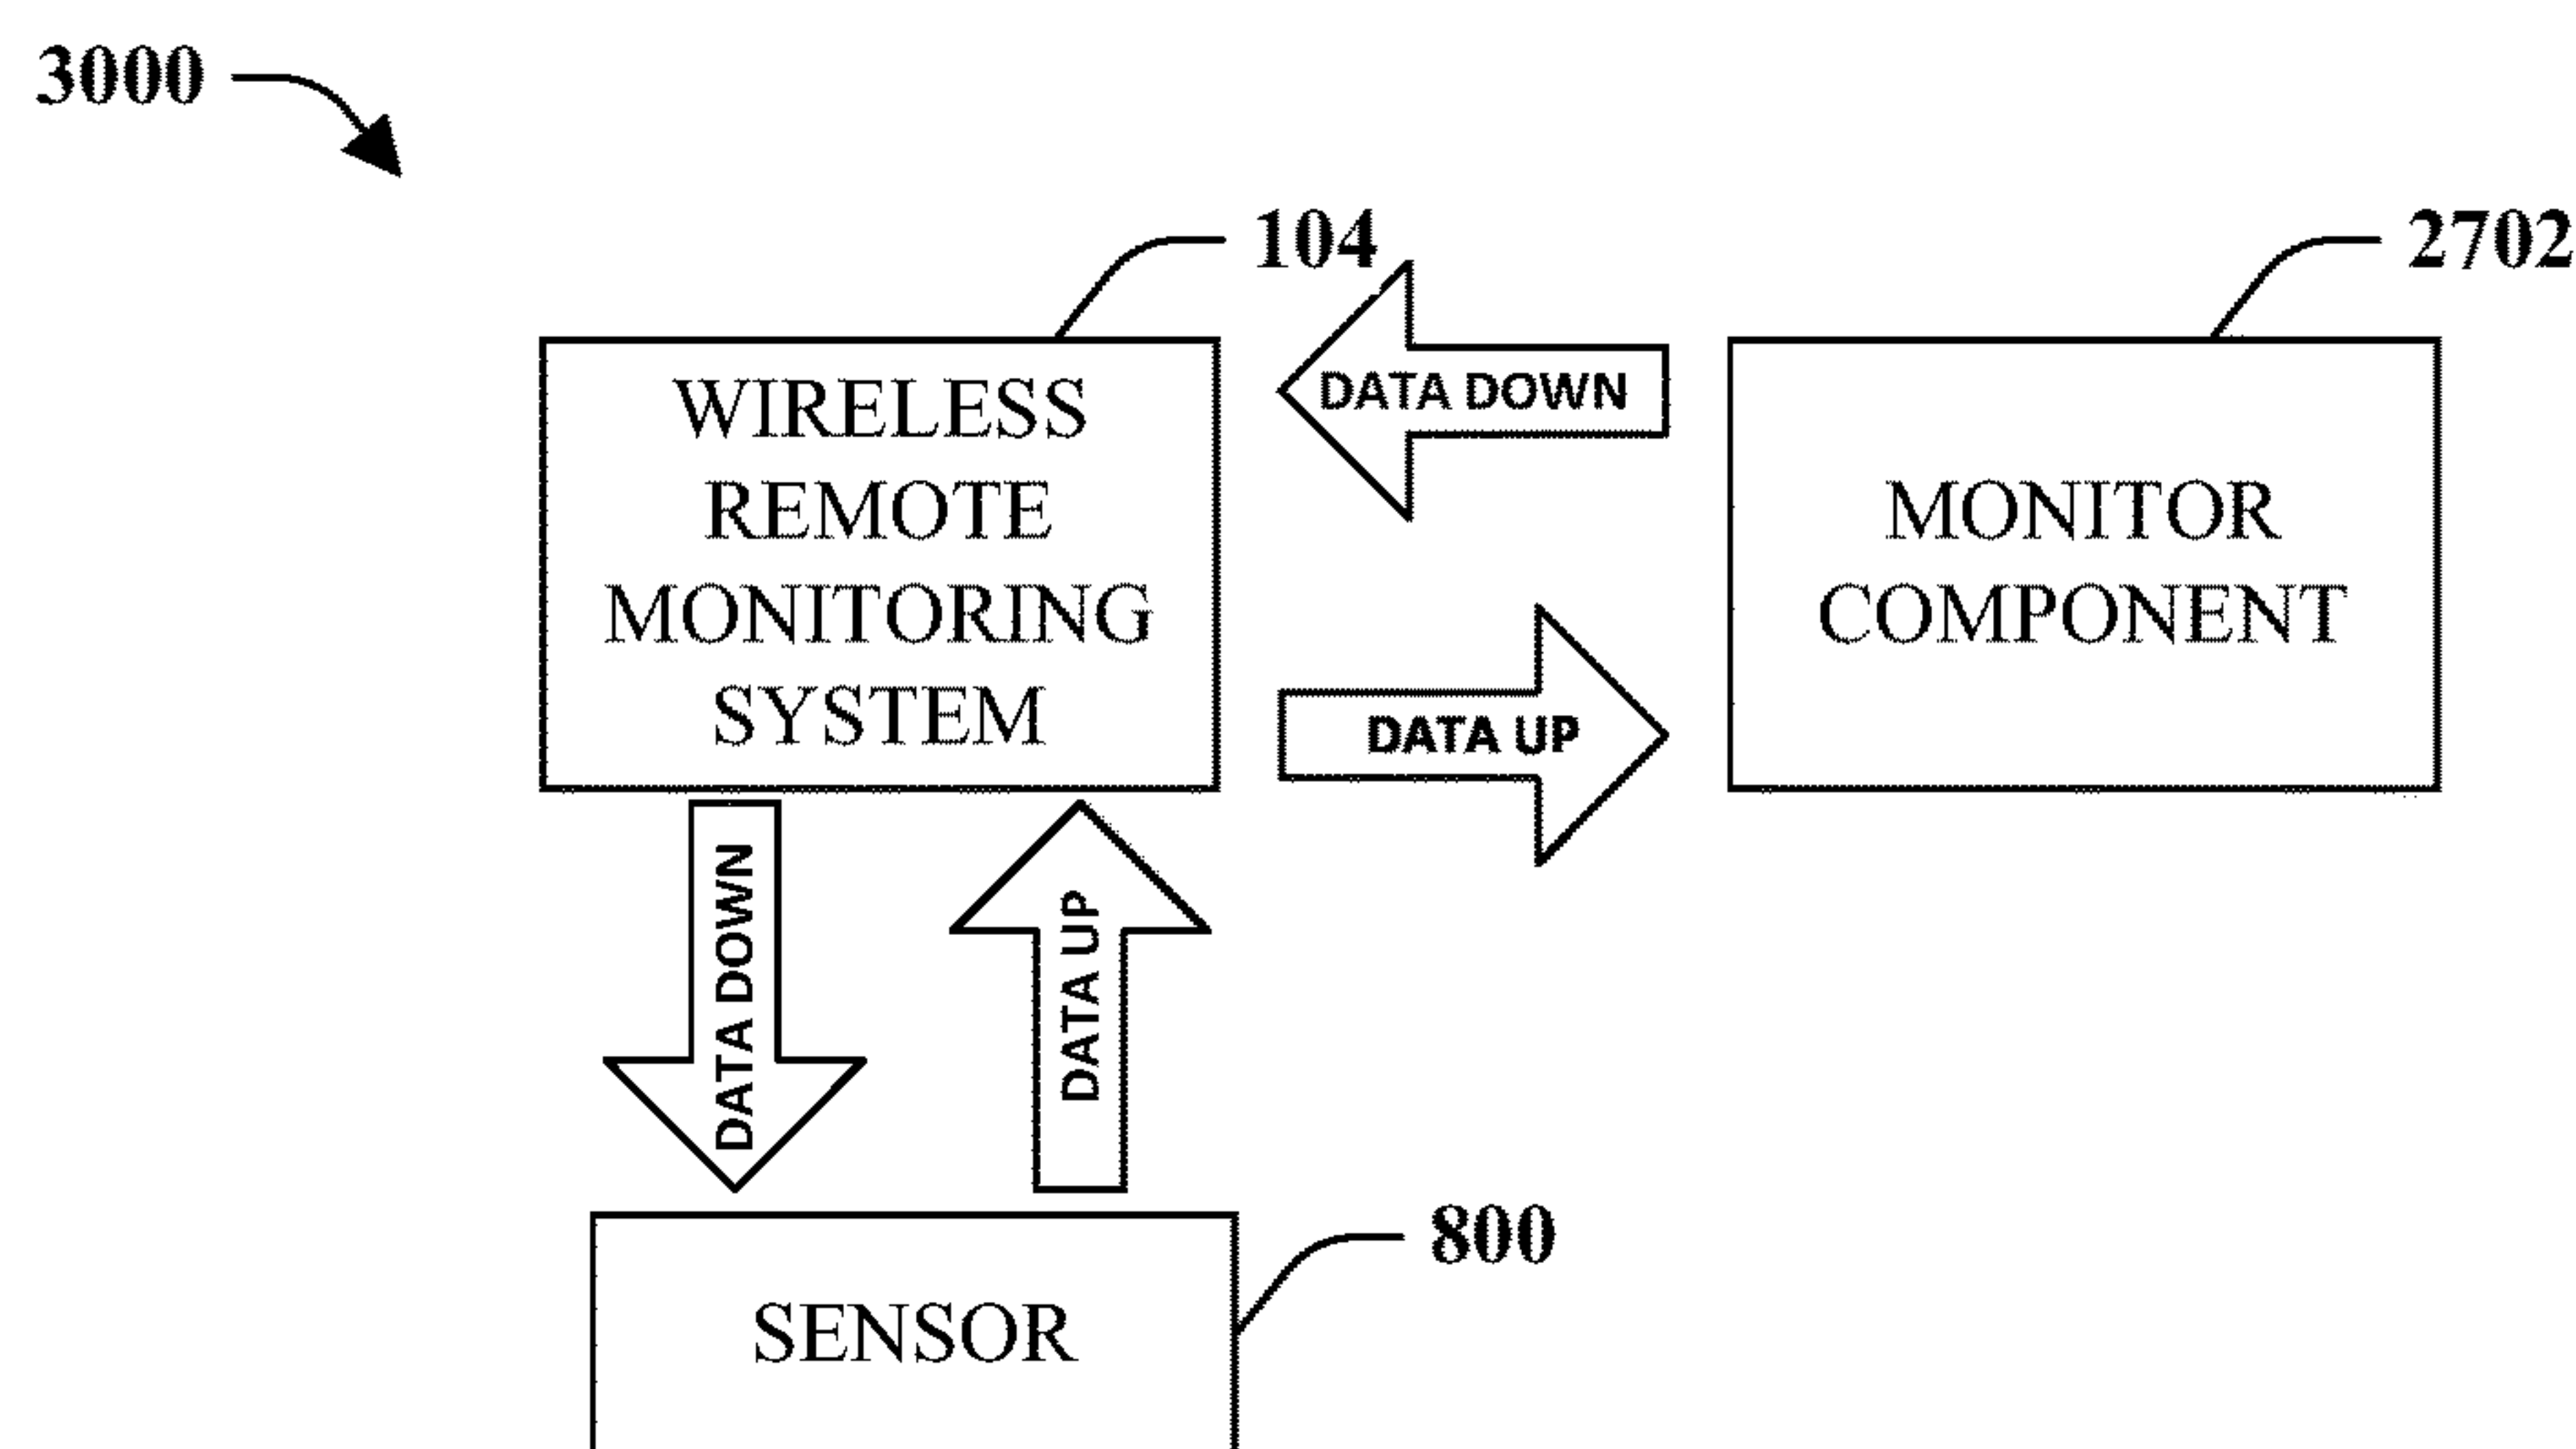 3000
104
2702
WIRELESS
REMOTE
MONITORING
SYSTEM
DATA DOWN
MONITOR
COMPONENT
DATA UP
DATA DOWN
DATA UP
800
SENSOR